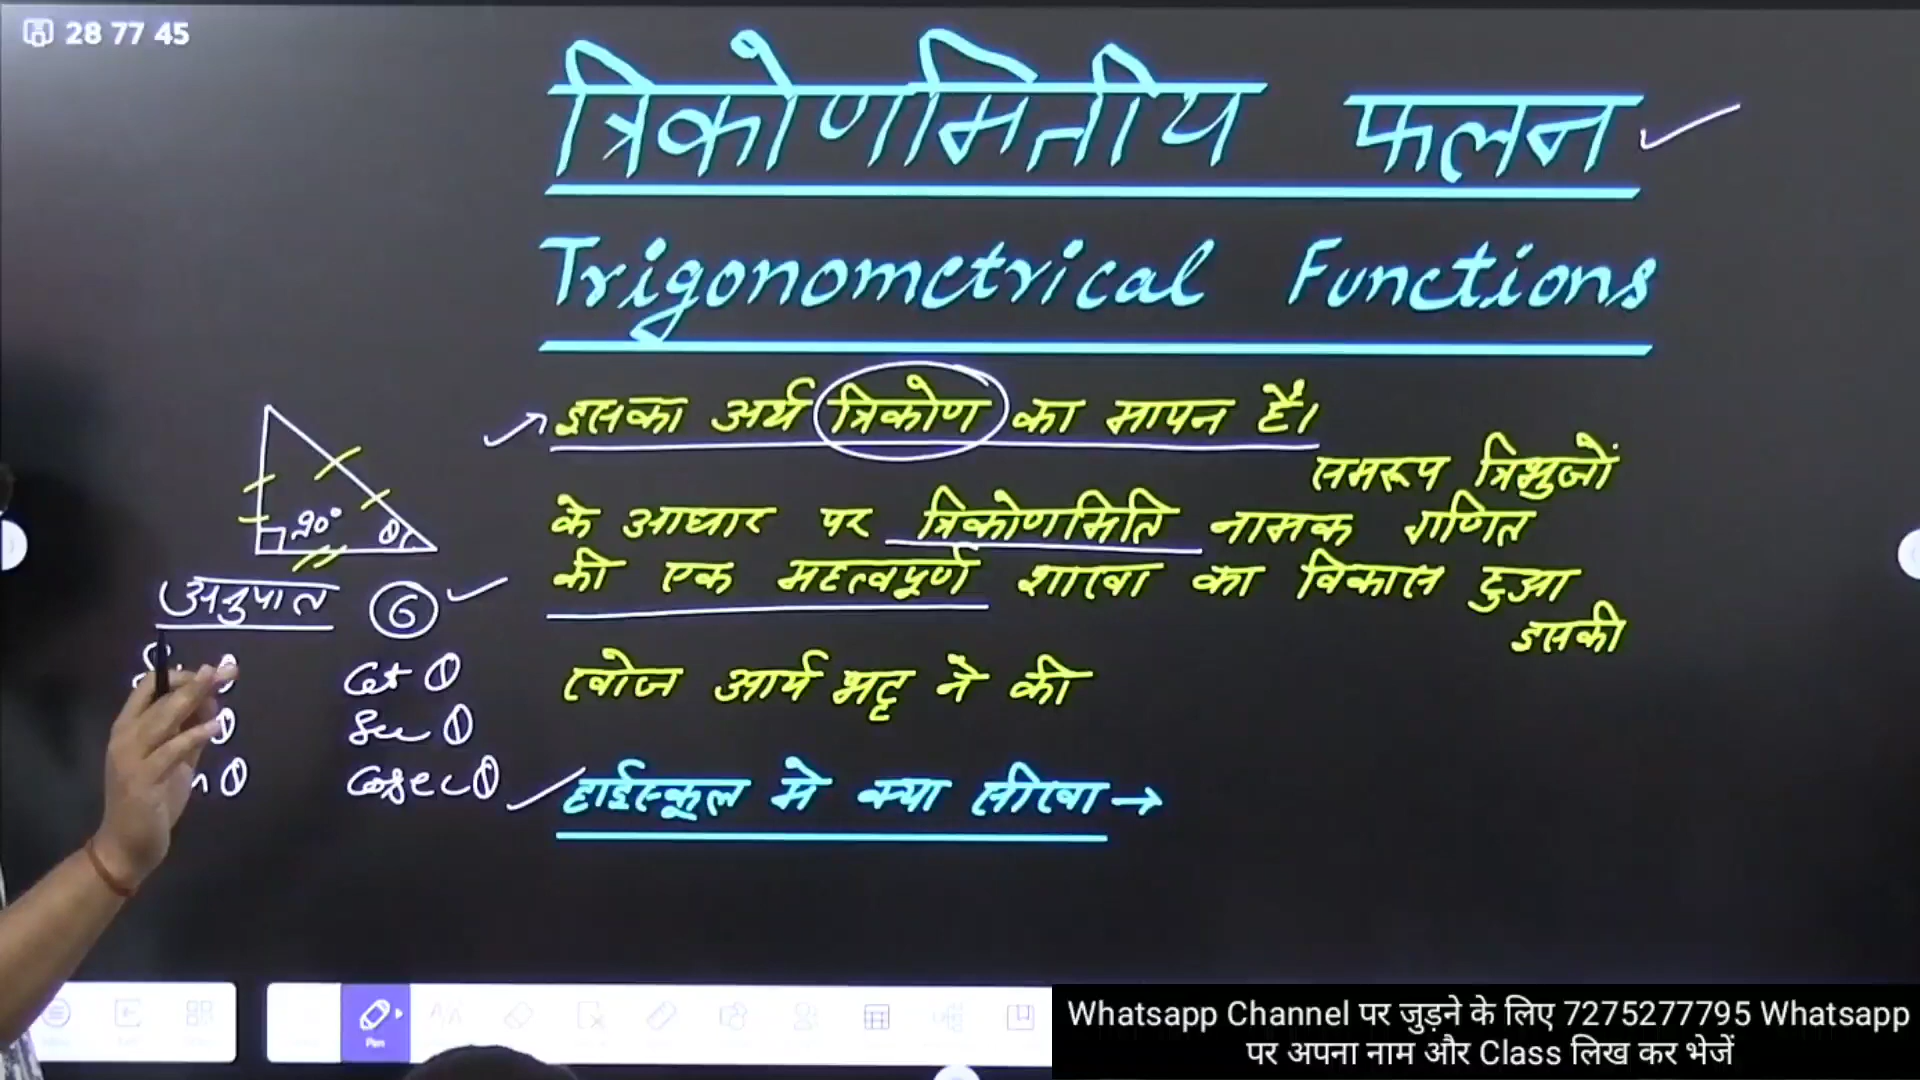 28 77 45
त्रिकोणमितीय फलन
Trigonometrical Functions
इसका अर्थ त्रिकोण का मापन है।
समरूप त्रिभुजों
के आधार पर त्रिकोणमिति नामक गणित
की एक महत्वपूर्ण शाखा का विकास हुआ
इसकी
खोज आर्य भट्ट ने की
हाईस्कूल मे क्या सीखा →
90° θ
अनुपात 6
θ Cot θ
θ Sec θ
θ Cosec θ
Pen
Whatsapp Channel पर जुड़ने के लिए 7275277795 Whatsapp
पर अपना नाम और Class लिख कर भेजें